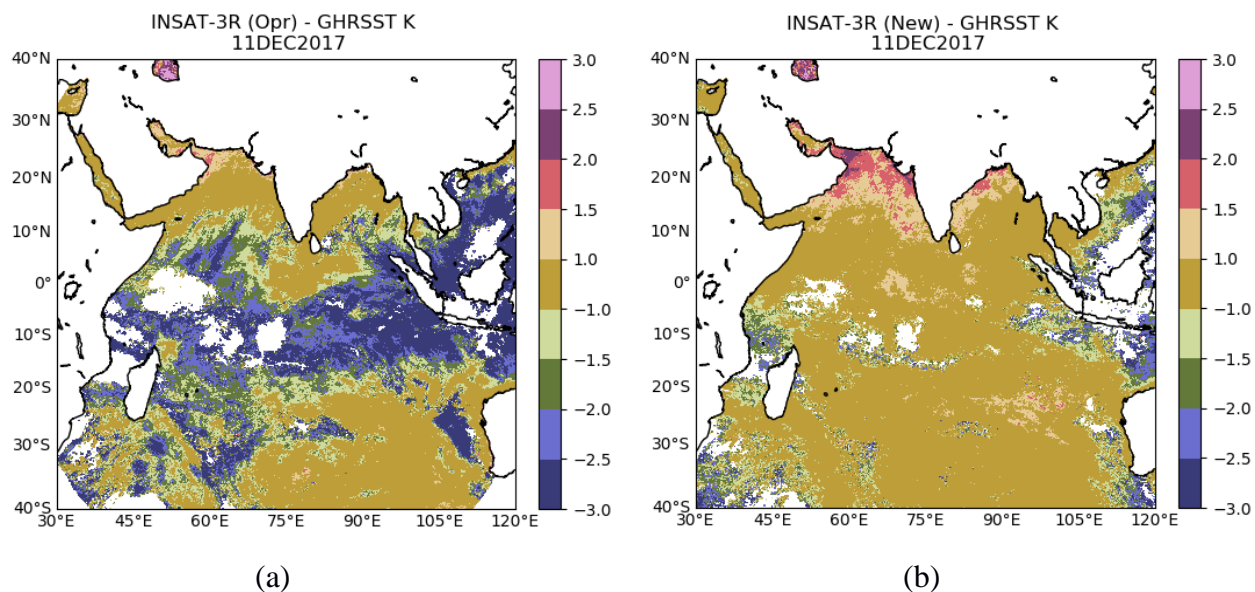 INSAT-3R (Opr) - GHRSST K
11DEC2017
40°N
30°N
20°N
10°N
0°
10°S
20°S
30°S
40°S
30°E 45°E 60°E 75°E 90°E 105°E 120°E
3.0
2.5
2.0
1.5
1.0
−1.0
−1.5
−2.0
−2.5
−3.0
(a)
INSAT-3R (New) - GHRSST K
11DEC2017
40°N
30°N
20°N
10°N
0°
10°S
20°S
30°S
40°S
30°E 45°E 60°E 75°E 90°E 105°E 120°E
3.0
2.5
2.0
1.5
1.0
−1.0
−1.5
−2.0
−2.5
−3.0
(b)